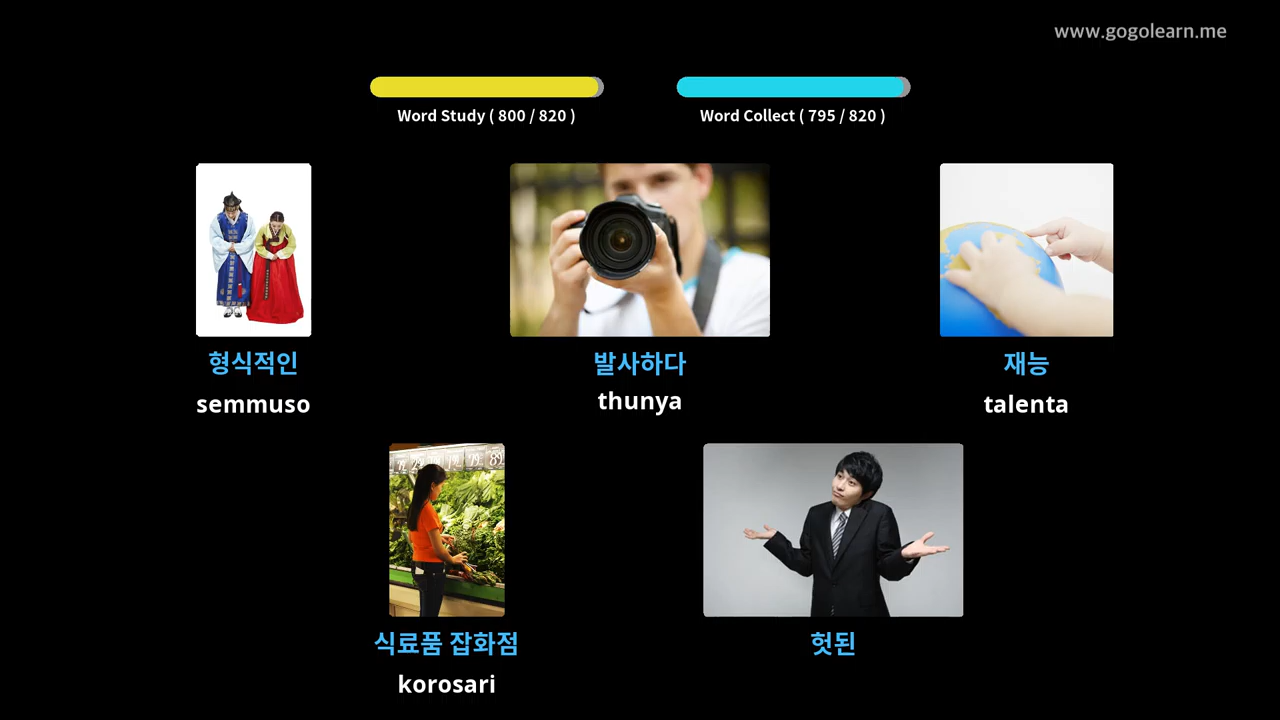 www.gogolearn.me
Word Study ( 800 / 820 )
Word Collect ( 795 / 820 )
형식적인
발사하다
재능
semmuso
thunya
talenta
식료품 잡화점
헛된
korosari